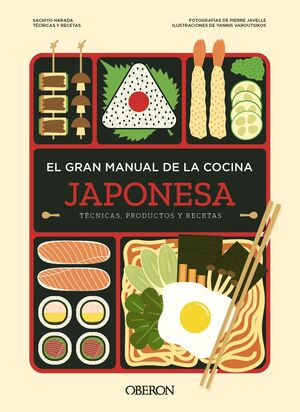 SACHIYO HARADA
TÉCNICAS Y RECETAS
FOTOGRAFÍAS DE PIERRE JAVELLE
ILUSTRACIONES DE YANNIS VAROUTSIKOS
EL GRAN MANUAL DE LA COCINA
JAPONESA
TÉCNICAS, PRODUCTOS Y RECETAS
OBERON